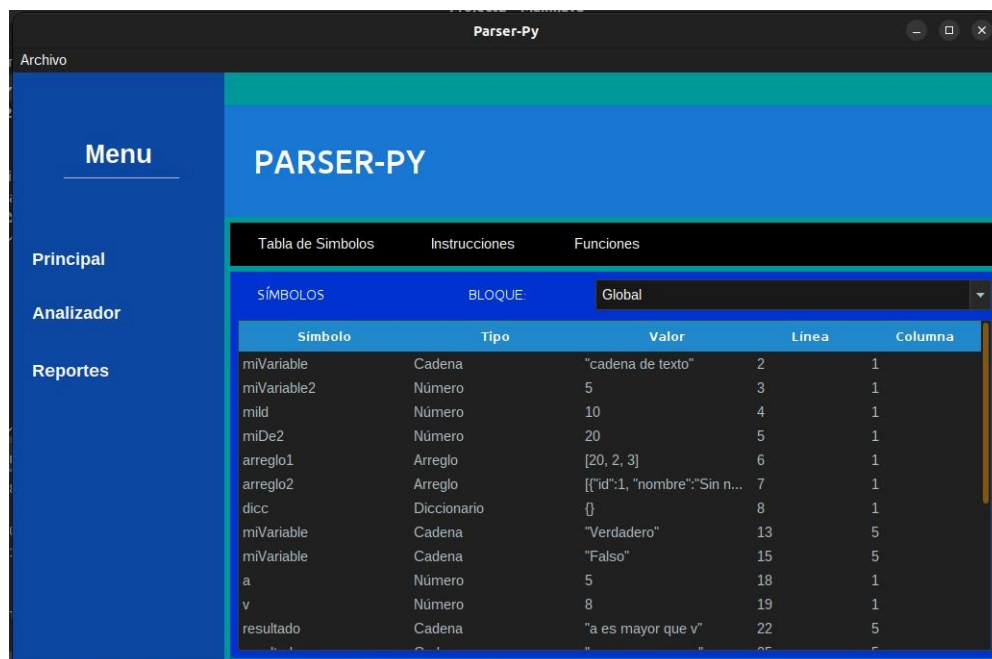 Parser-Py
Archivo
Menu
Principal
Analizador
Reportes
PARSER-PY
Tabla de Simbolos Instrucciones Funciones
SÍMBOLOS BLOQUE: Global
Símbolo Tipo Valor Línea Columna
miVariable Cadena "cadena de texto" 2 1
miVariable2 Número 5 3 1
mild Número 10 4 1
miDe2 Número 20 5 1
arreglo1 Arreglo [20, 2, 3] 6 1
arreglo2 Arreglo [{"id":1, "nombre":"Sin n... 7 1
dicc Diccionario {} 8 1
miVariable Cadena "Verdadero" 13 5
miVariable Cadena "Falso" 15 5
a Número 5 18 1
v Número 8 19 1
resultado Cadena "a es mayor que v" 22 5